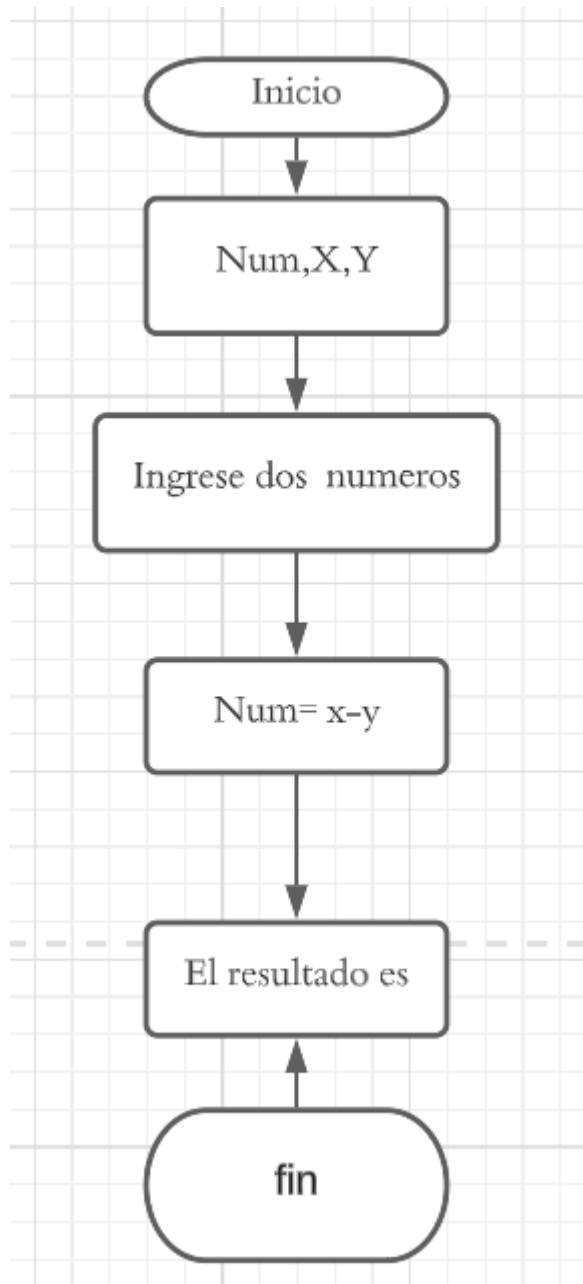 Inicio
Num,X,Y
Ingrese dos numeros
Num= x-y
El resultado es
fin